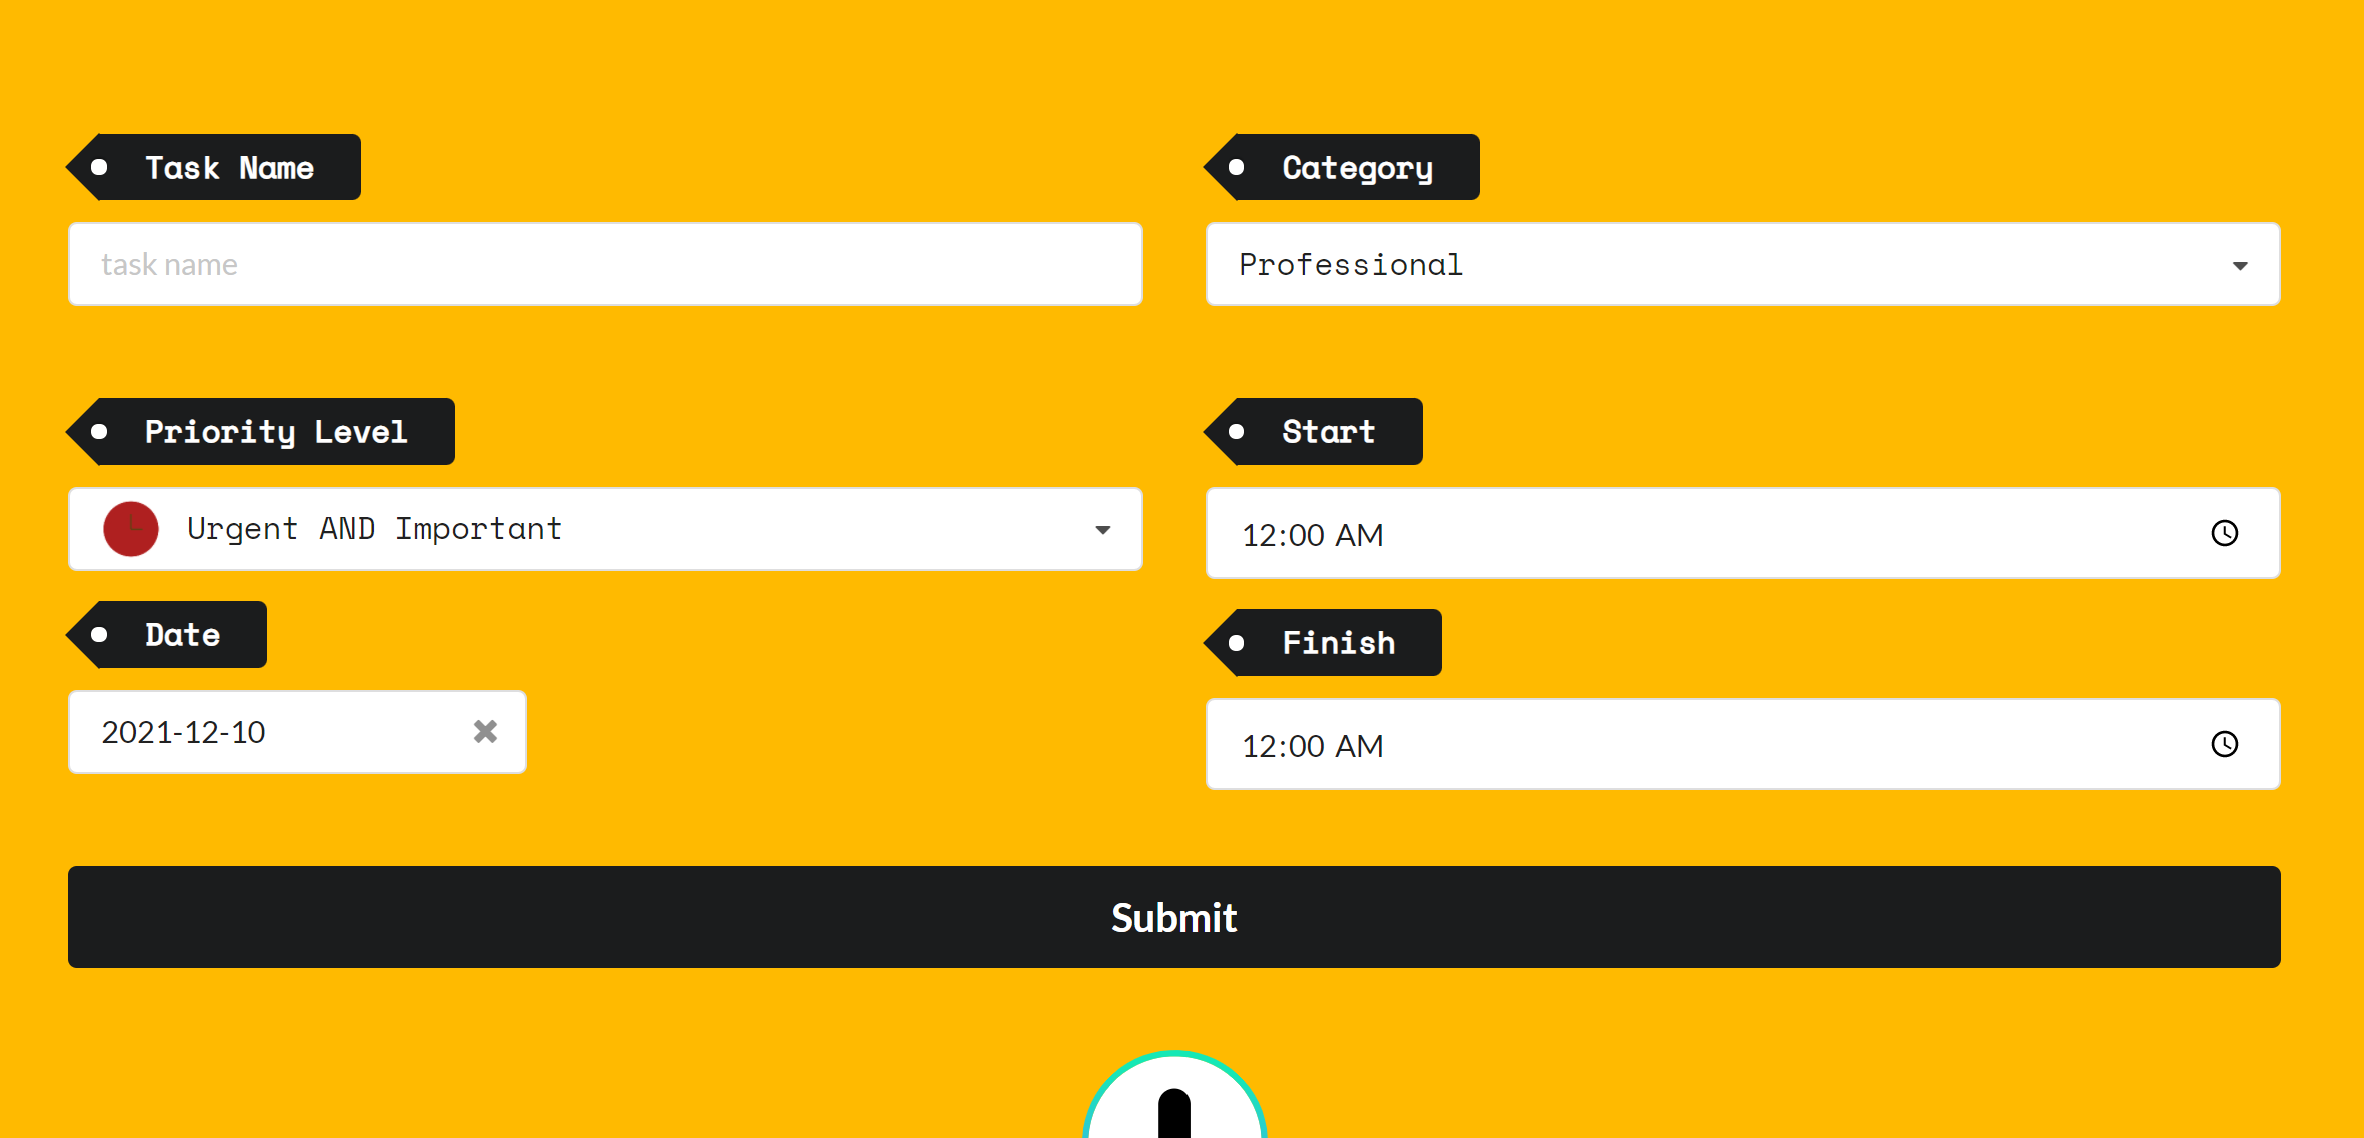 Task Name
task name
Category
Professional
Priority Level
Urgent AND Important
Start
12:00 AM
Date
2021-12-10
Finish
12:00 AM
Submit